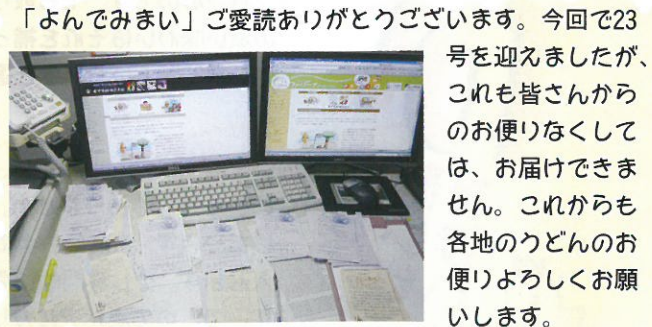 「よんでみまい」ご愛読ありがとうございます。今回で23
号を迎えましたが、
これも皆さんから
のお便りなくして
は、お届けできま
せん。これからも
各地のうどんのお
便りよろしくお願
いします。